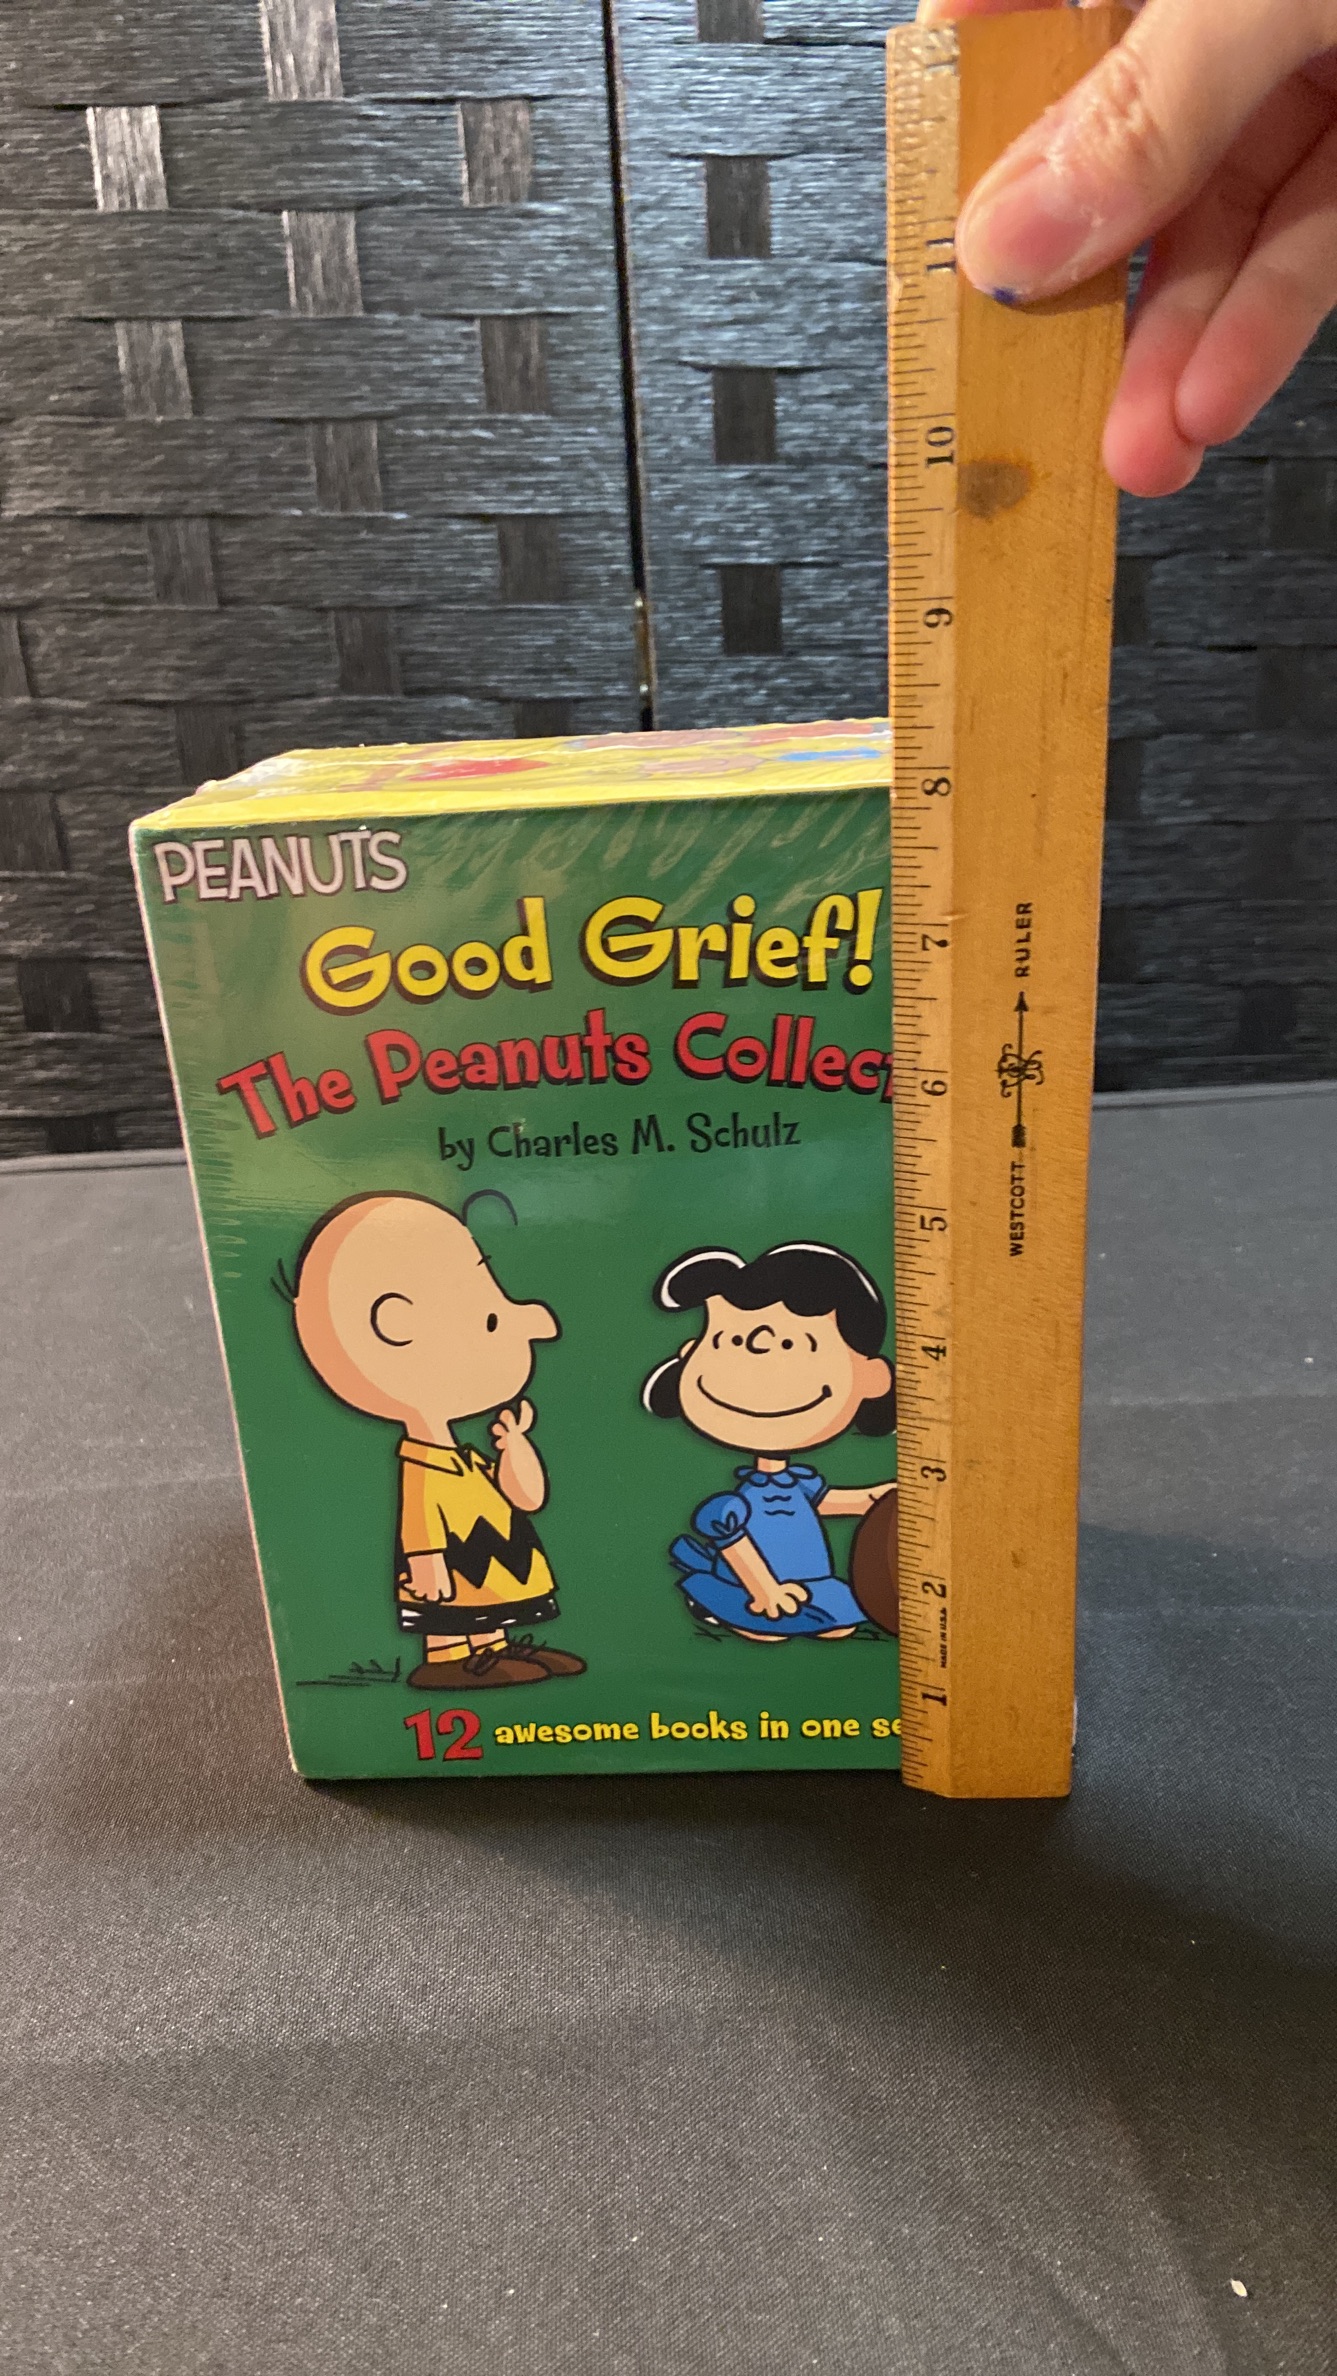 PEANUTS
Good Grief!
The Peanuts Collec
by Charles M. Schulz
12 awesome books in one se
11
10
9
8
7
6
5
4
3
2
1
MADE IN U.S.A.
WESTCOTT RULER